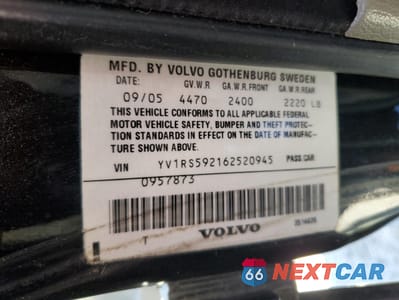 MFD. BY VOLVO GOTHENBURG SWEDEN
DATE: GV.W.R GA.W.R.FRONT GA.W.R.REAR
09/05 4470 2400 2220 LB
THIS VEHICLE CONFORMS TO ALL APPLICABLE FEDERAL
MOTOR VEHICLE SAFETY, BUMPER AND THEFT PROTEC-
TION STANDARDS IN EFFECT ON THE DATE OF MANUFAC-
TURE SHOWN ABOVE.
VIN YV1RS592162520945 PASS.CAR
0957873
T VOLVO
66 NEXTCAR